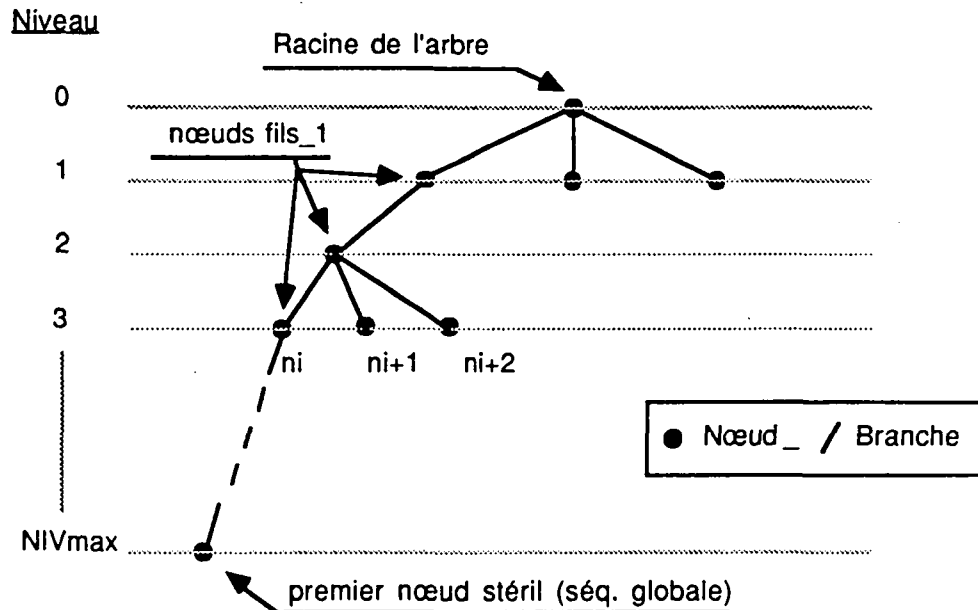 Niveau
Racine de l'arbre
0
nœuds fils_1
1
2
3
ni ni+1 ni+2
Nœud_ / Branche
NIVmax
premier nœud stéril (séq. globale)